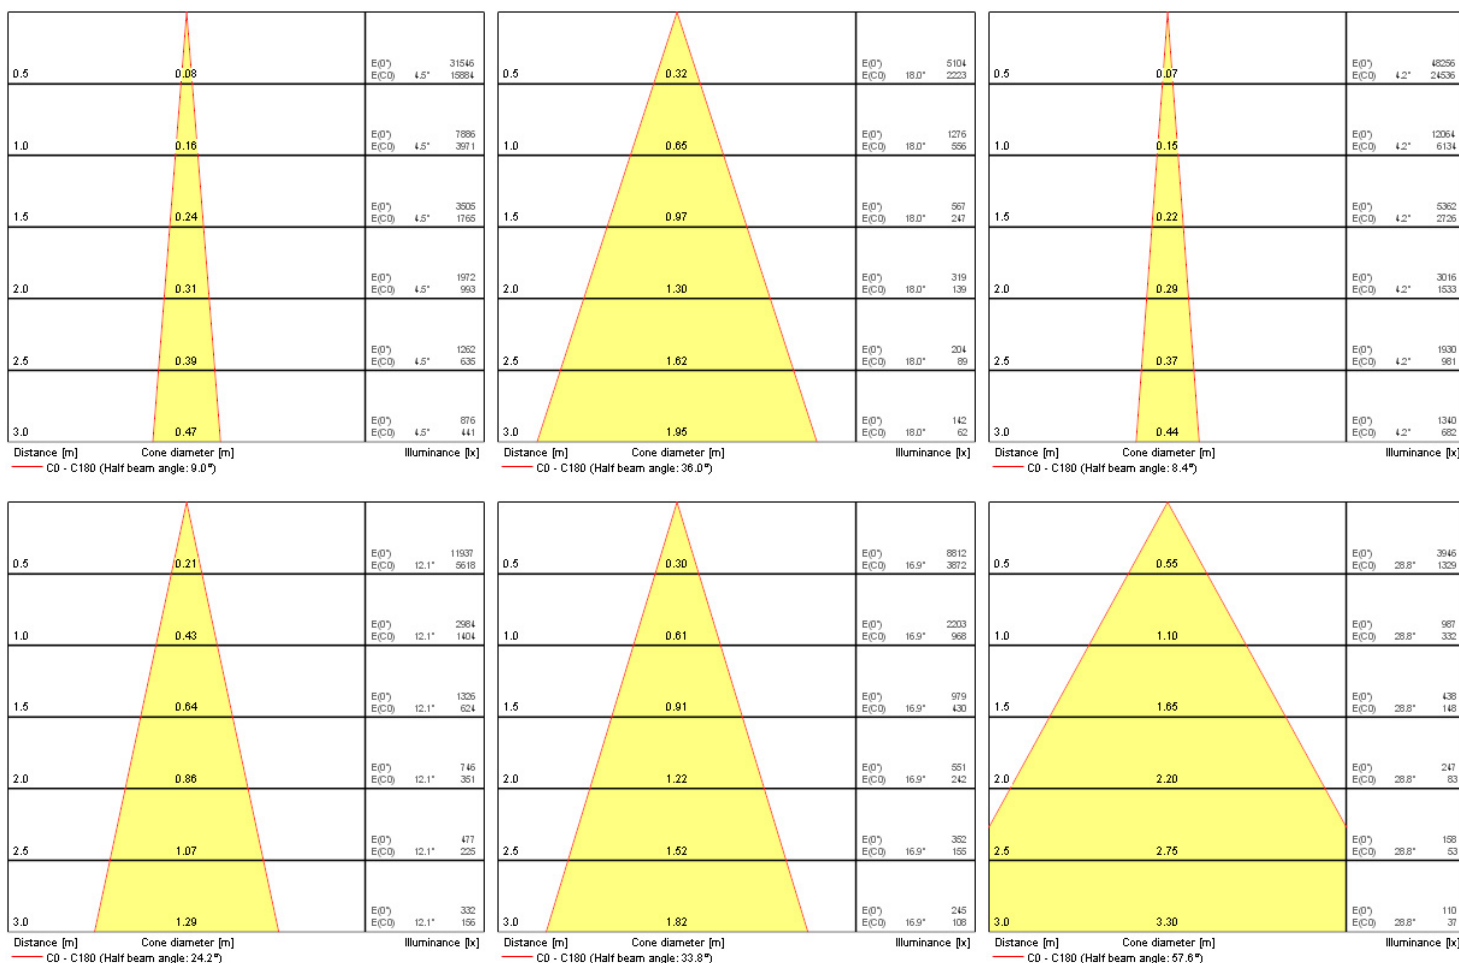 E(0°) 31546
0.5 0.08 E(C0) 4.5° 15884
E(0°) 7886
1.0 0.16 E(C0) 4.5° 3971
E(0°) 3505
1.5 0.24 E(C0) 4.5° 1765
E(0°) 1972
2.0 0.31 E(C0) 4.5° 993
E(0°) 1262
2.5 0.39 E(C0) 4.5° 635
E(0°) 876
3.0 0.47 E(C0) 4.5° 441
Distance [m] Cone diameter [m] Illuminance [lx]
C0 - C180 (Half beam angle: 9.0°)
E(0°) 5104
0.5 0.32 E(C0) 18.0° 2223
E(0°) 1276
1.0 0.65 E(C0) 18.0° 556
E(0°) 567
1.5 0.97 E(C0) 18.0° 247
E(0°) 319
2.0 1.30 E(C0) 18.0° 139
E(0°) 204
2.5 1.62 E(C0) 18.0° 89
E(0°) 142
3.0 1.95 E(C0) 18.0° 62
Distance [m] Cone diameter [m] Illuminance [lx]
C0 - C180 (Half beam angle: 36.0°)
E(0°) 48256
0.5 0.07 E(C0) 4.2° 24536
E(0°) 12064
1.0 0.15 E(C0) 4.2° 6134
E(0°) 5362
1.5 0.22 E(C0) 4.2° 2726
E(0°) 3016
2.0 0.29 E(C0) 4.2° 1533
E(0°) 1930
2.5 0.37 E(C0) 4.2° 981
E(0°) 1340
3.0 0.44 E(C0) 4.2° 682
Distance [m] Cone diameter [m] Illuminance [lx]
C0 - C180 (Half beam angle: 8.4°)
E(0°) 11937
0.5 0.21 E(C0) 12.1° 5618
E(0°) 2984
1.0 0.43 E(C0) 12.1° 1404
E(0°) 1326
1.5 0.64 E(C0) 12.1° 624
E(0°) 746
2.0 0.86 E(C0) 12.1° 351
E(0°) 477
2.5 1.07 E(C0) 12.1° 225
E(0°) 332
3.0 1.29 E(C0) 12.1° 156
Distance [m] Cone diameter [m] Illuminance [lx]
C0 - C180 (Half beam angle: 24.2°)
E(0°) 8812
0.5 0.30 E(C0) 16.9° 3872
E(0°) 2203
1.0 0.61 E(C0) 16.9° 968
E(0°) 979
1.5 0.91 E(C0) 16.9° 430
E(0°) 551
2.0 1.22 E(C0) 16.9° 242
E(0°) 352
2.5 1.52 E(C0) 16.9° 155
E(0°) 245
3.0 1.82 E(C0) 16.9° 108
Distance [m] Cone diameter [m] Illuminance [lx]
C0 - C180 (Half beam angle: 33.8°)
E(0°) 3946
0.5 0.55 E(C0) 28.8° 1329
E(0°) 987
1.0 1.10 E(C0) 28.8° 332
E(0°) 438
1.5 1.65 E(C0) 28.8° 148
E(0°) 247
2.0 2.20 E(C0) 28.8° 83
E(0°) 158
2.5 2.75 E(C0) 28.8° 53
E(0°) 110
3.0 3.30 E(C0) 28.8° 37
Distance [m] Cone diameter [m] Illuminance [lx]
C0 - C180 (Half beam angle: 57.6°)